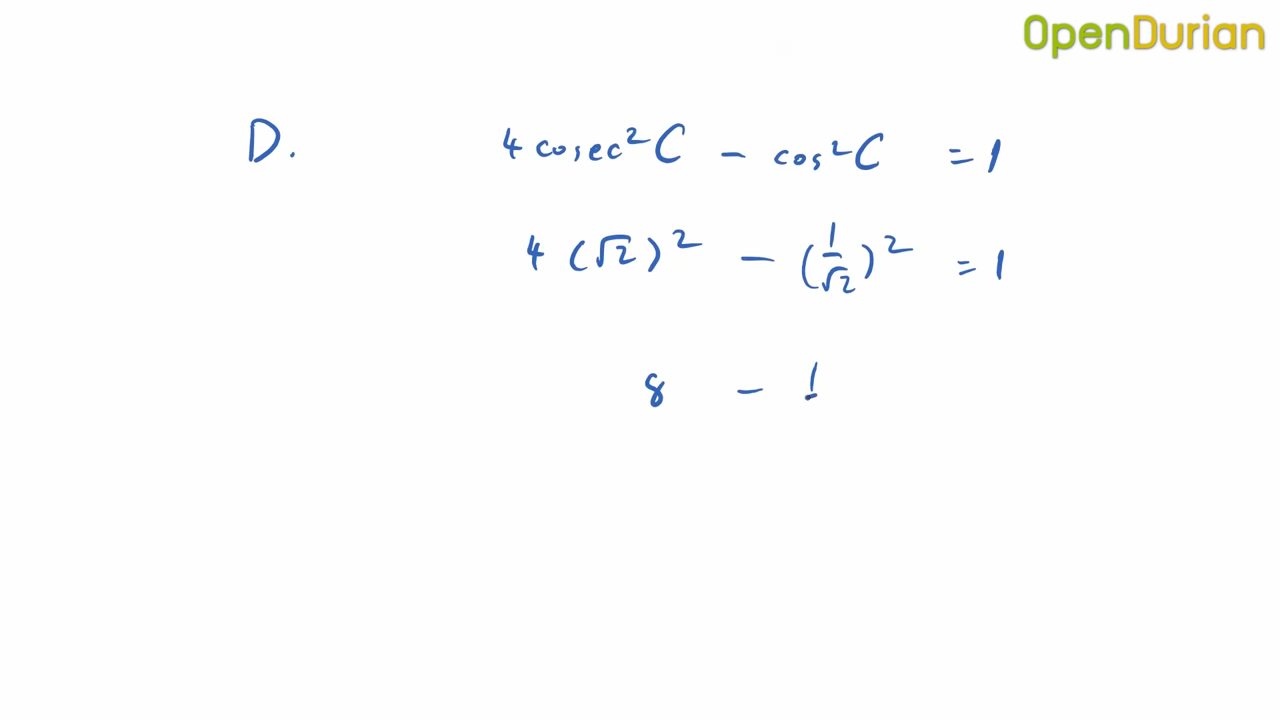 OpenDurian
D. 4 cosec²C - cos²C = 1
4 (√2)² - (1/√2)² = 1
8 - 1